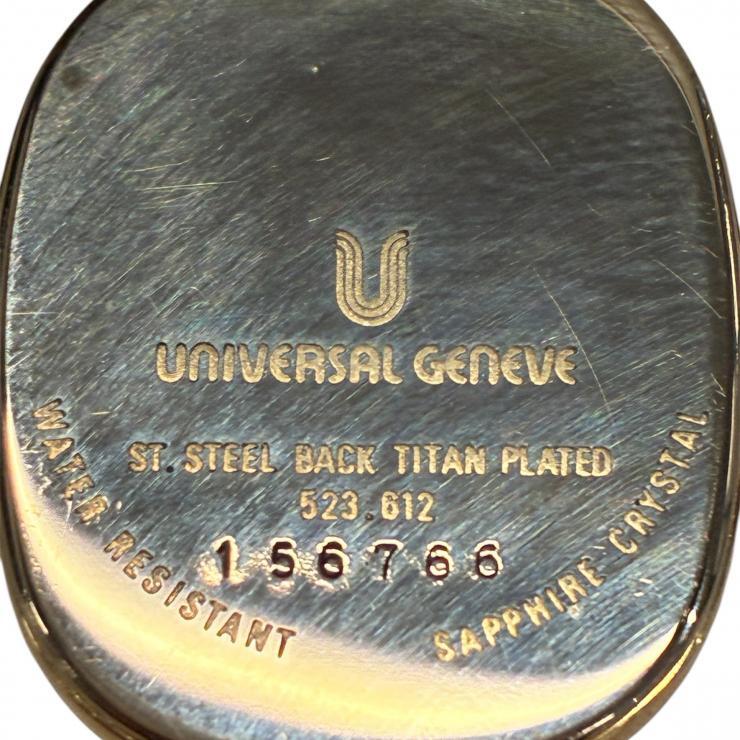 U
UNIVERSAL GENEVE
ST. STEEL BACK TITAN PLATED
523.612
156766
WATER RESISTANT
SAPPHIRE CRYSTAL